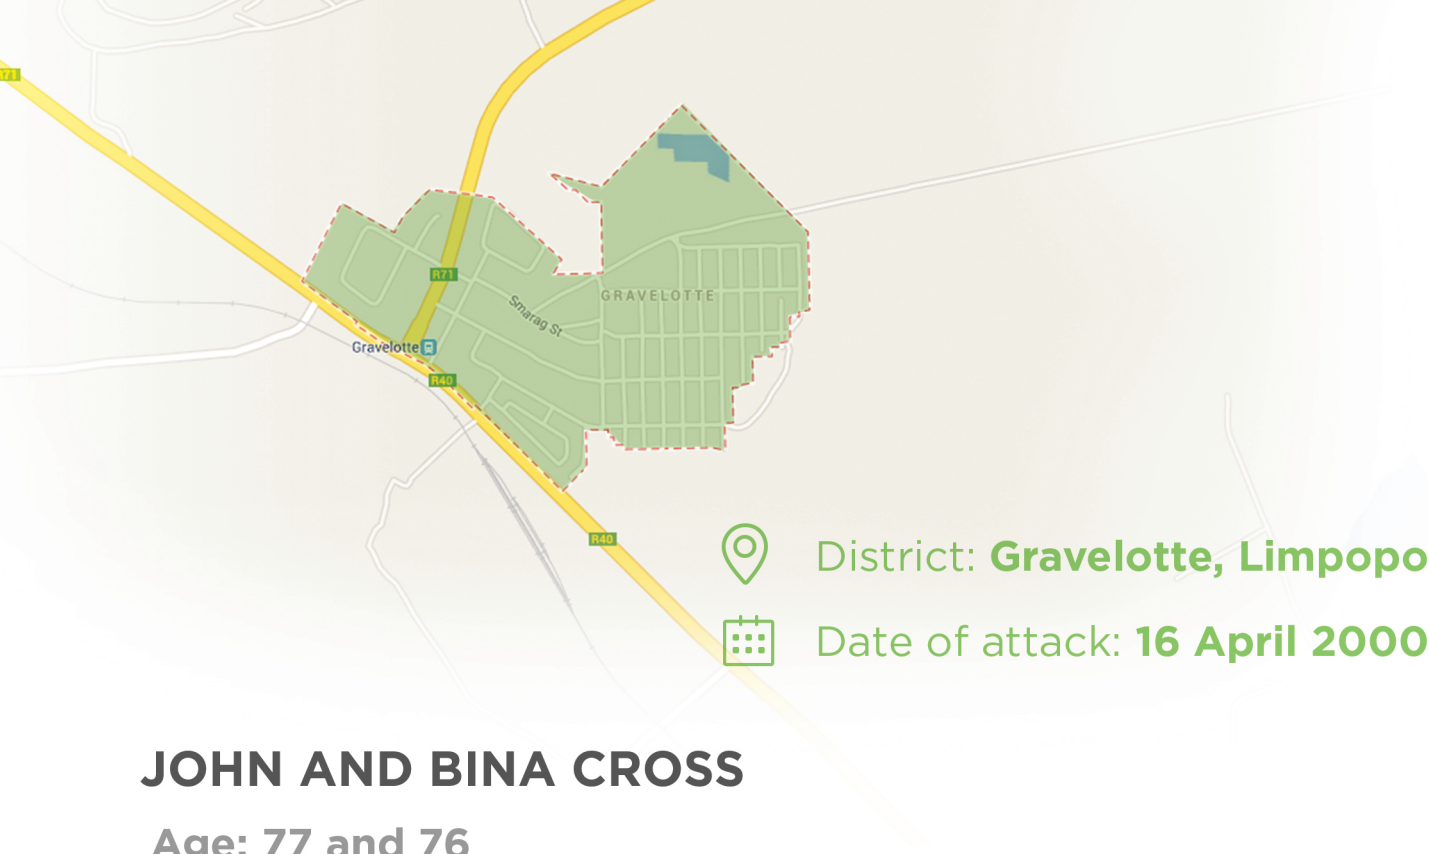 R71
R71
GRAVELOTTE
Smarag St
Gravelotte
R40
R40
District: Gravelotte, Limpopo
Date of attack: 16 April 2000
JOHN AND BINA CROSS
Age: 77 and 76